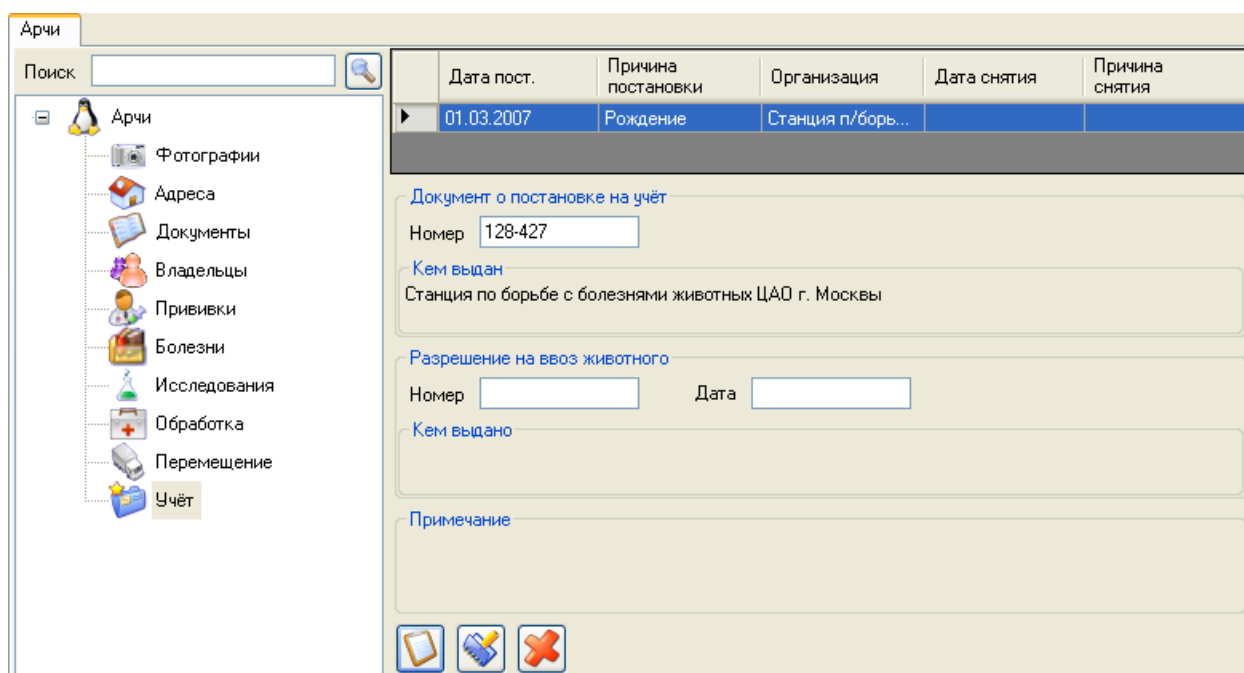 Арчи
Поиск
Арчи
Фотографии
Адреса
Документы
Владельцы
Прививки
Болезни
Исследования
Обработка
Перемещение
Учёт
Дата пост.
Причина
постановки
Организация
Дата снятия
Причина
снятия
01.03.2007 Рождение Станция п/борь...
Документ о постановке на учёт
Номер 128-427
Кем выдан
Станция по борьбе с болезнями животных ЦАО г. Москвы
Разрешение на ввоз животного
Номер Дата
Кем выдано
Примечание